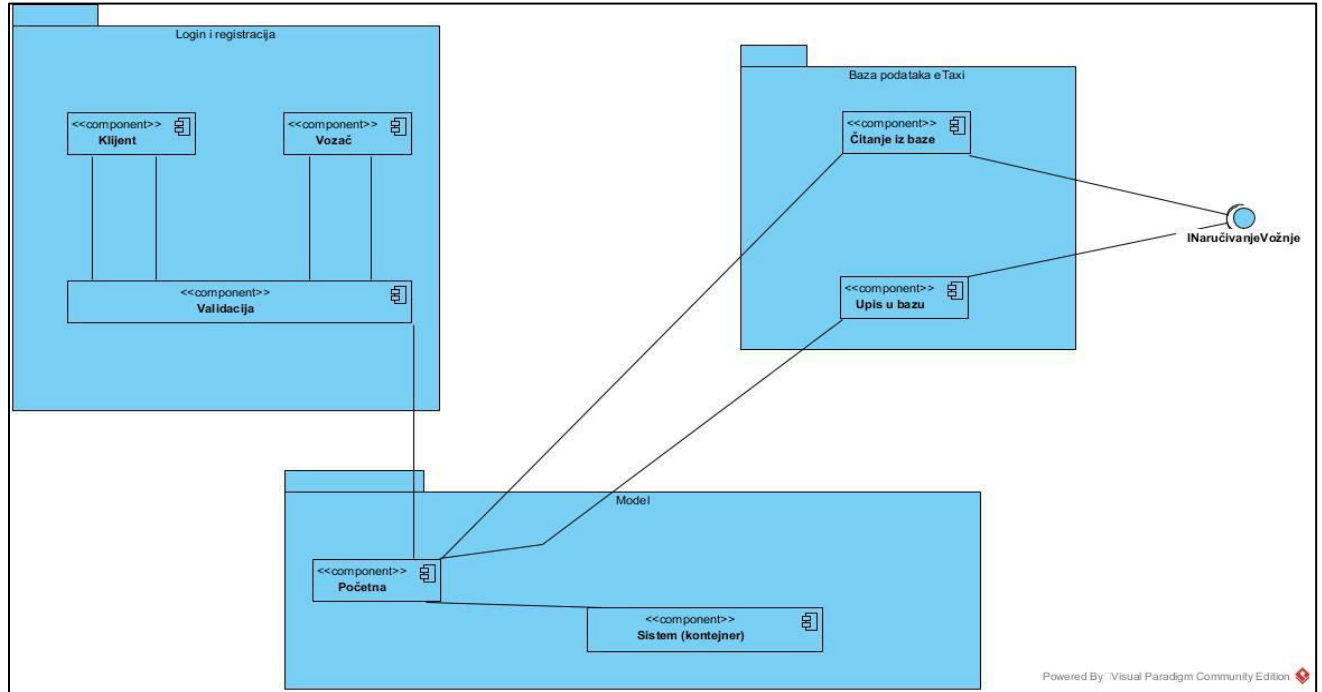 Login i registracija
<<component>>
Klijent
<<component>>
Vozač
<<component>>
Validacija
Baza podataka eTaxi
<<component>>
Čitanje iz baze
INaručivanjeVožnje
<<component>>
Upis u bazu
Model
<<component>>
Početna
<<component>>
Sistem (kontejner)
Powered By Visual Paradigm Community Edition